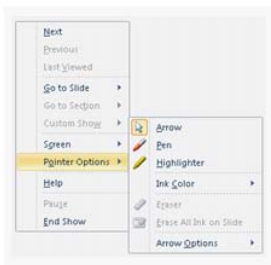 Next
Previous
Last Viewed
Go to Slide
Go to Section
Custom Show
Screen
Pointer Options
Help
Pause
End Show
Arrow
Pen
Highlighter
Ink Color
Eraser
Erase All Ink on Slide
Arrow Options